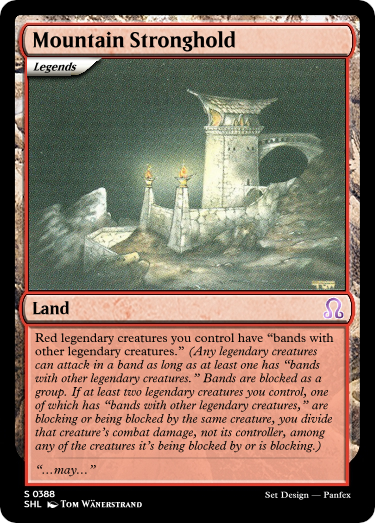 Mountain Stronghold
Legends
Land
Red legendary creatures you control have “bands with
other legendary creatures.” (Any legendary creatures
can attack in a band as long as at least one has “bands
with other legendary creatures.” Bands are blocked as a
group. If at least two legendary creatures you control, one
of which has “bands with other legendary creatures,” are
blocking or being blocked by the same creature, you divide
that creature’s combat damage, not its controller, among
any of the creatures it’s being blocked by or is blocking.)
“…may…”
S 0388
SHL Tom Wänerstrand
Set Design — Panfex